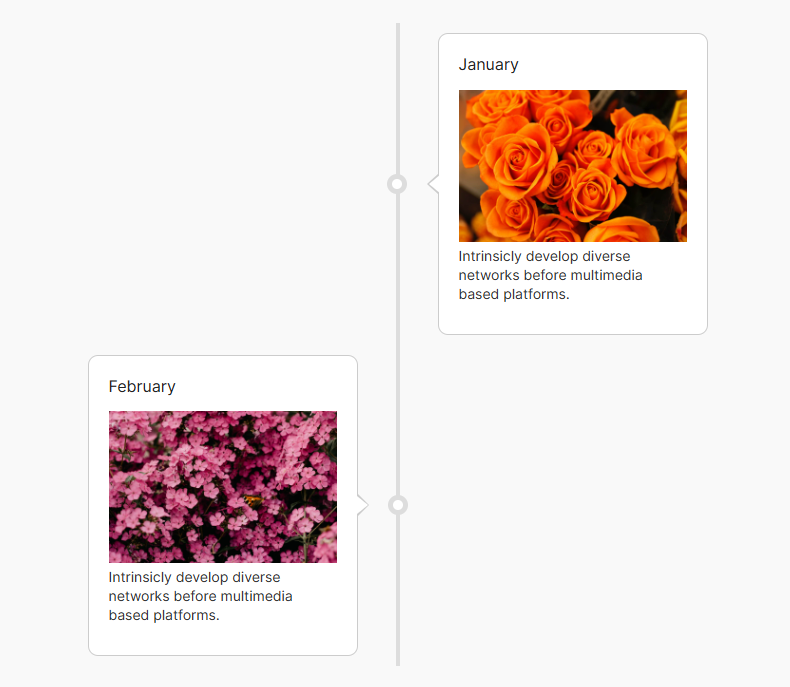 January
Intrinsicly develop diverse
networks before multimedia
based platforms.
February
Intrinsicly develop diverse
networks before multimedia
based platforms.